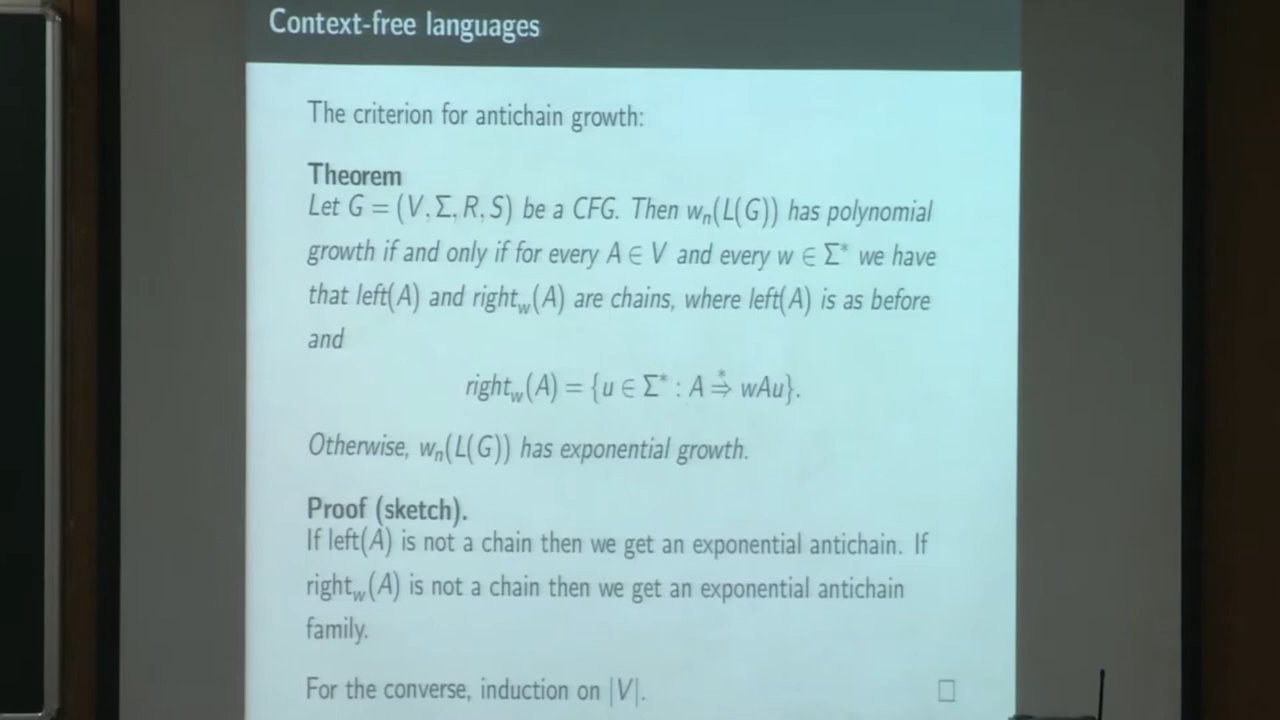 Context-free languages
The criterion for antichain growth:
Theorem
Let G = (V, Σ, R, S) be a CFG. Then wₙ(L(G)) has polynomial
growth if and only if for every A ∈ V and every w ∈ Σ* we have
that left(A) and right_w(A) are chains, where left(A) is as before
and
right_w(A) = {u ∈ Σ* : A ⇒* wAu}.
Otherwise, wₙ(L(G)) has exponential growth.
Proof (sketch).
If left(A) is not a chain then we get an exponential antichain. If
right_w(A) is not a chain then we get an exponential antichain
family.
For the converse, induction on |V|. □